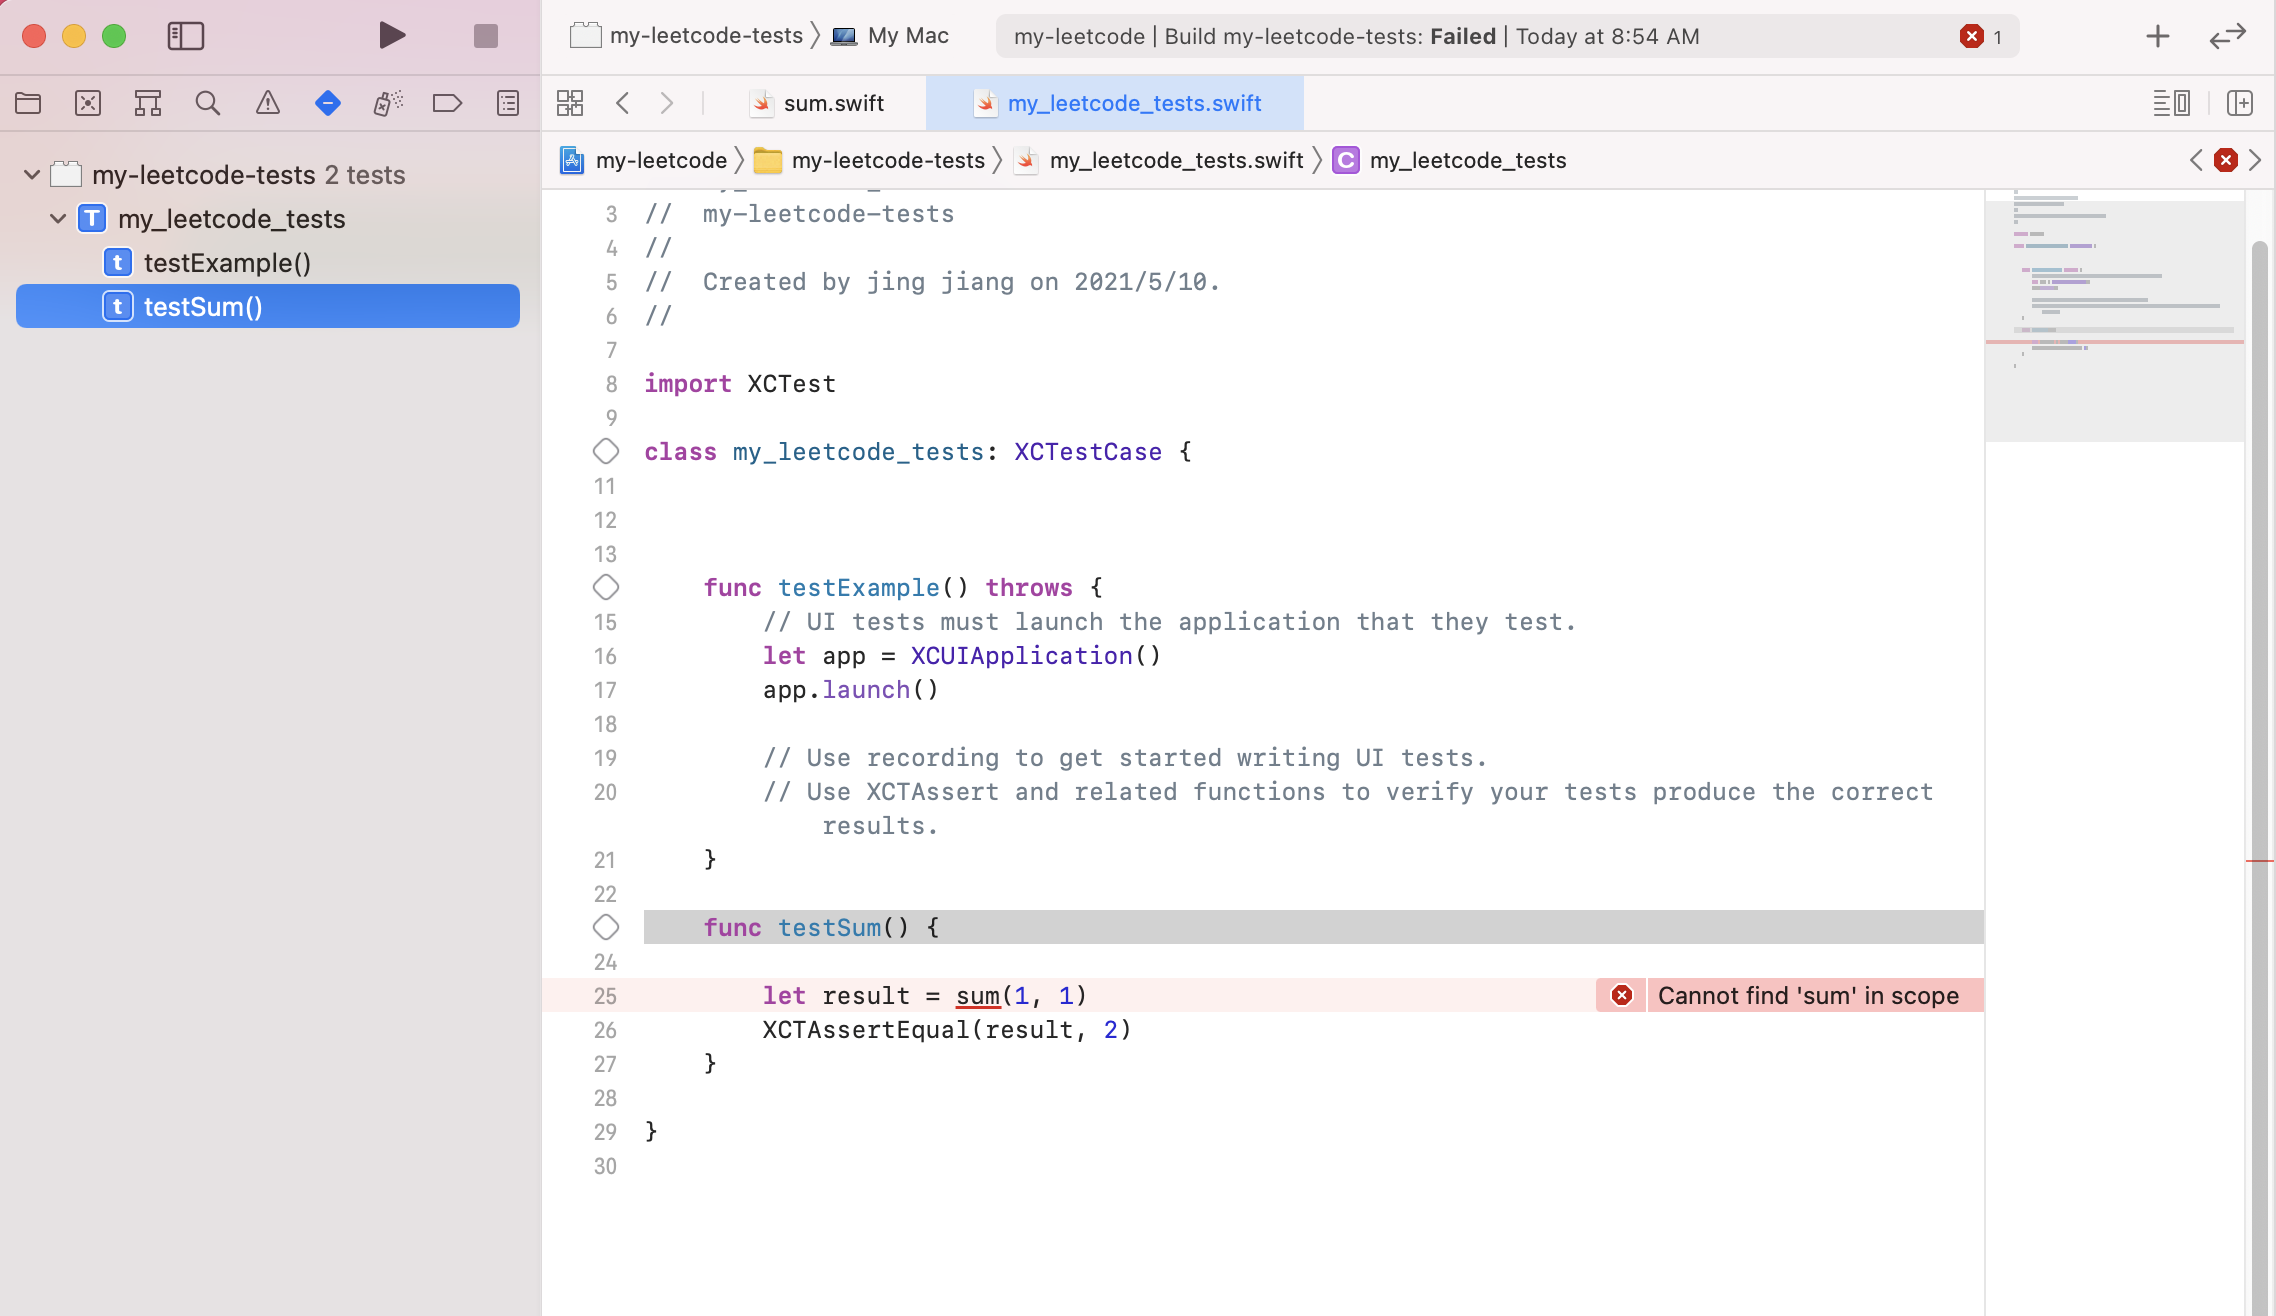 my-leetcode-tests My Mac my-leetcode | Build my-leetcode-tests: Failed | Today at 8:54 AM 1
sum.swift my_leetcode_tests.swift
my-leetcode my-leetcode-tests my_leetcode_tests.swift C my_leetcode_tests
my-leetcode-tests 2 tests
T my_leetcode_tests
t testExample()
t testSum()
3 //  my-leetcode-tests
4 //
5 //  Created by jing jiang on 2021/5/10.
6 //
7
8 import XCTest
9
class my_leetcode_tests: XCTestCase {
11
12
13
func testExample() throws {
15 // UI tests must launch the application that they test.
16 let app = XCUIApplication()
17 app.launch()
18
19 // Use recording to get started writing UI tests.
20 // Use XCTAssert and related functions to verify your tests produce the correct
results.
21 }
22
func testSum() {
24
25 let result = sum(1, 1) Cannot find 'sum' in scope
26 XCTAssertEqual(result, 2)
27 }
28
29 }
30